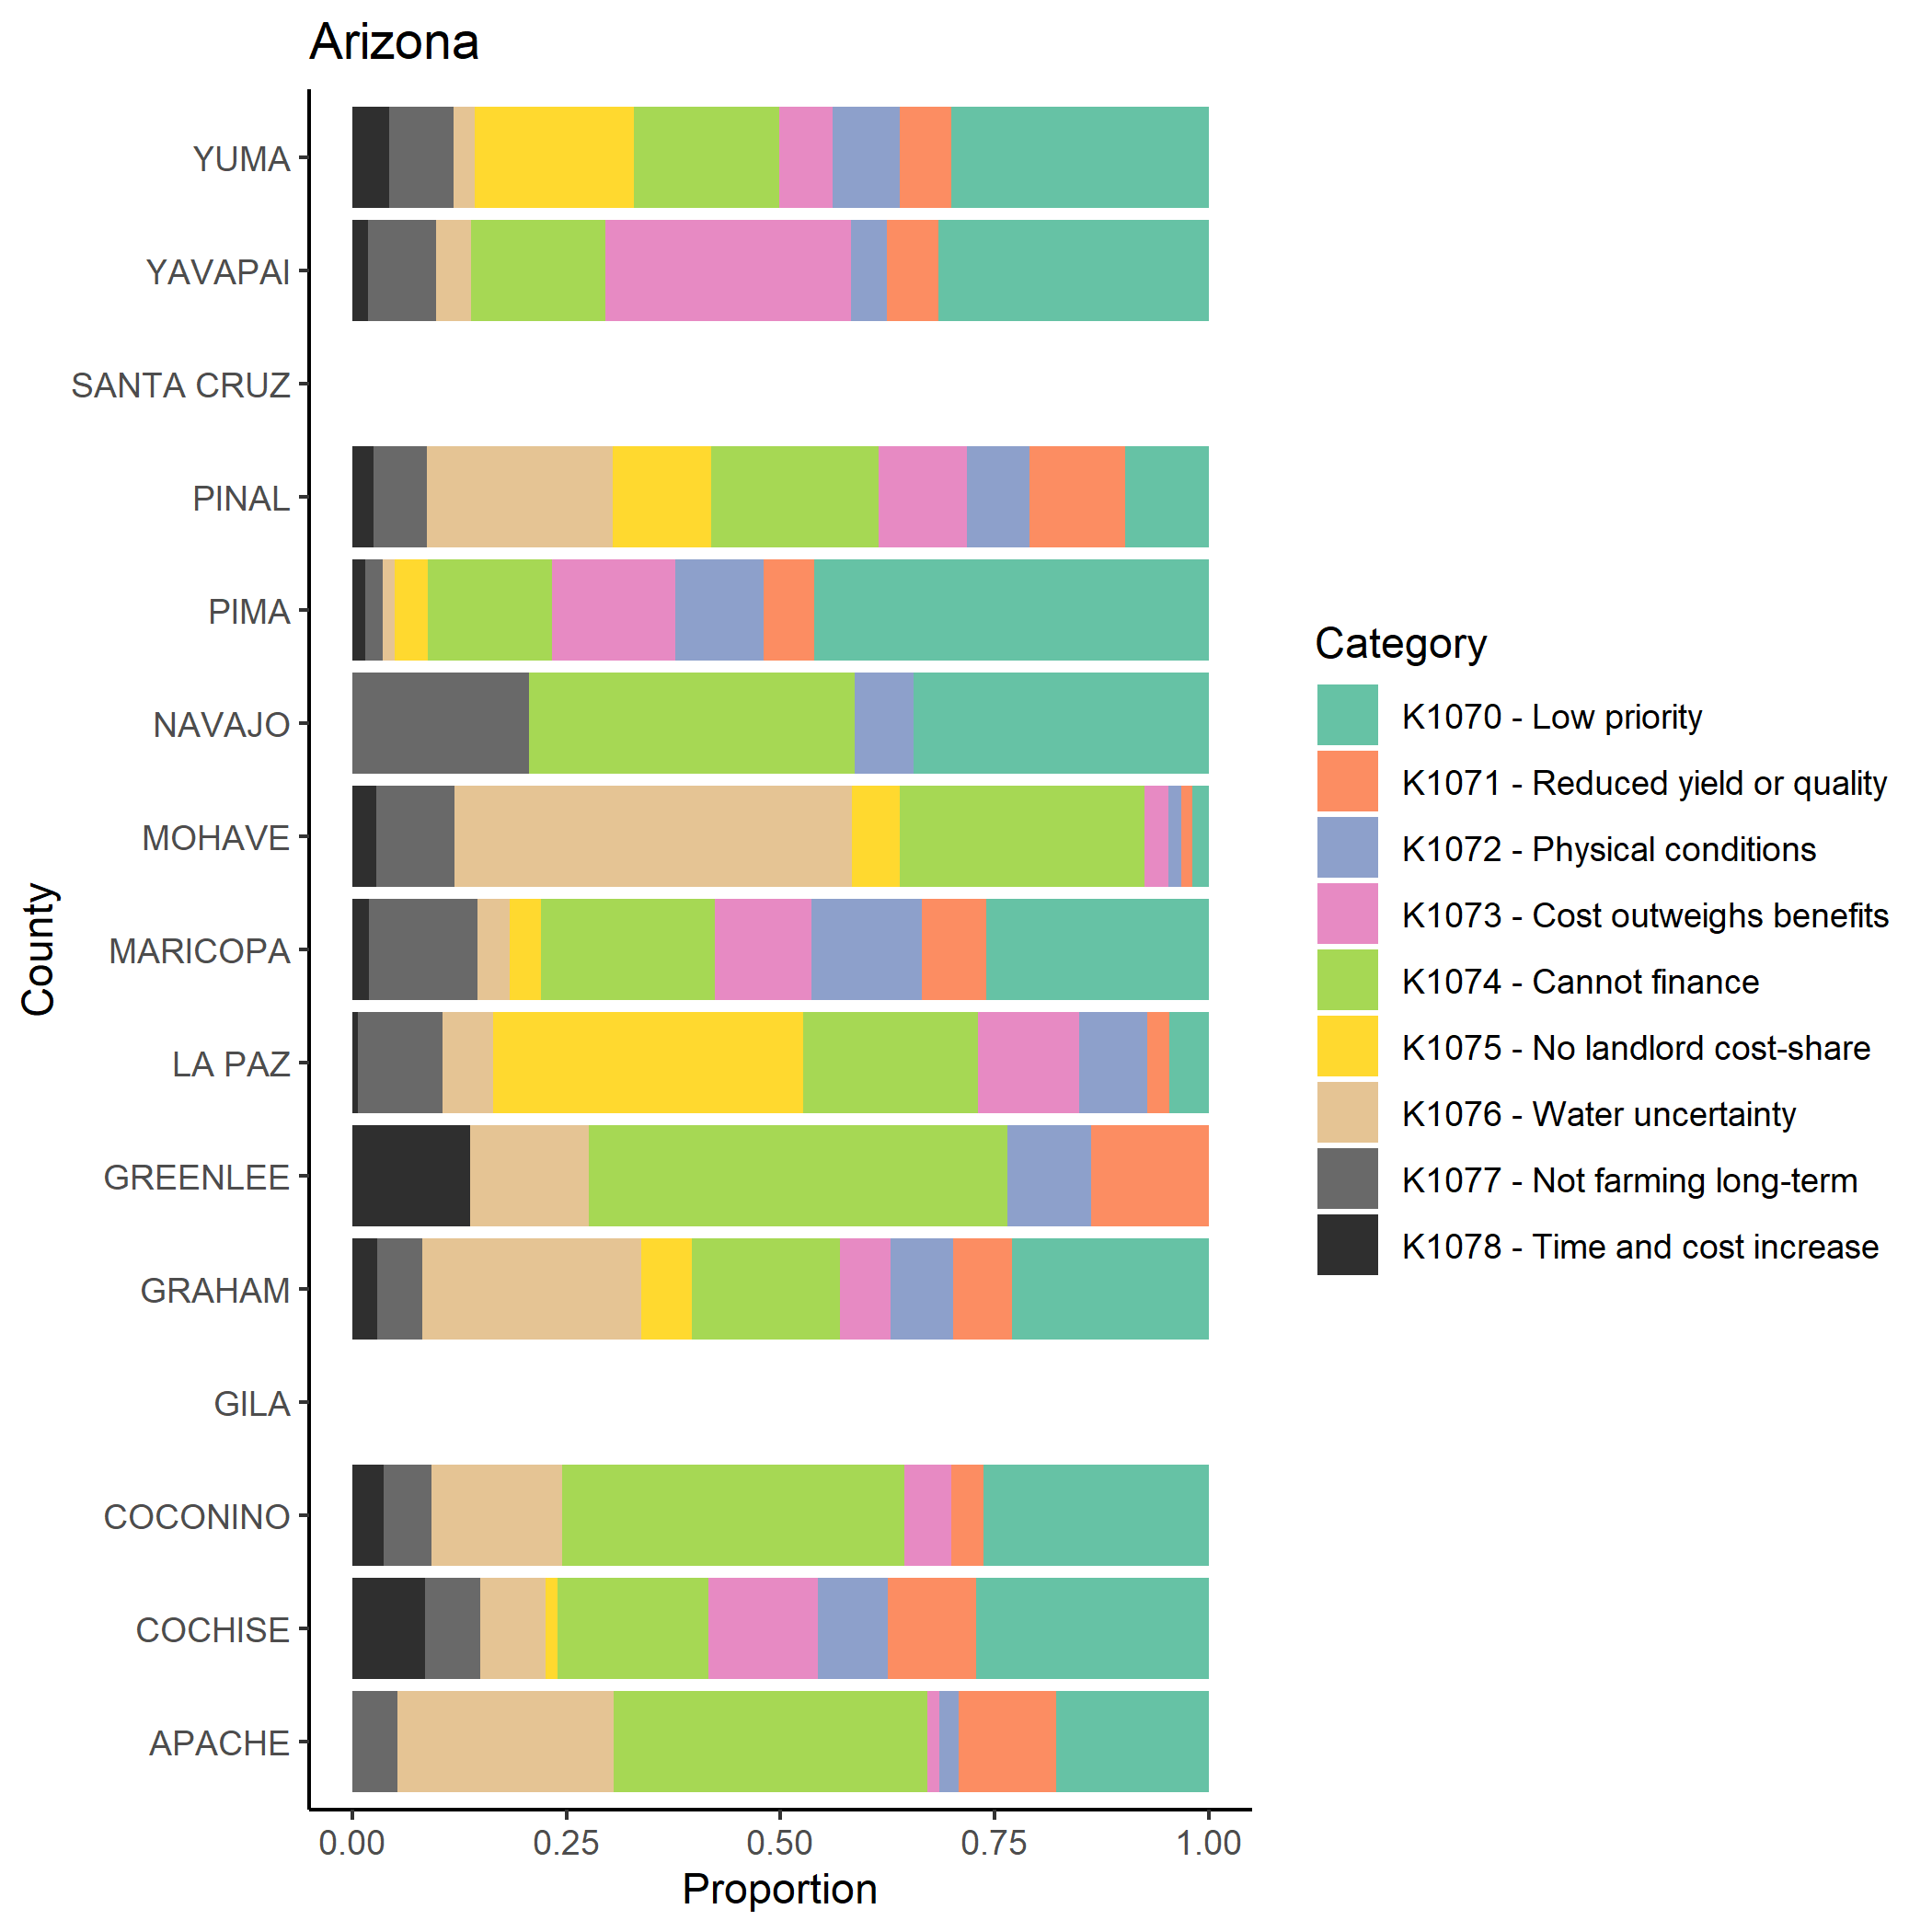 Arizona
YUMA
YAVAPAI
SANTA CRUZ
PINAL
PIMA
NAVAJO
MOHAVE
MARICOPA
LA PAZ
GREENLEE
GRAHAM
GILA
COCONINO
COCHISE
APACHE
County
0.00 0.25 0.50 0.75 1.00
Proportion
Category
K1070 - Low priority
K1071 - Reduced yield or quality
K1072 - Physical conditions
K1073 - Cost outweighs benefits
K1074 - Cannot finance
K1075 - No landlord cost-share
K1076 - Water uncertainty
K1077 - Not farming long-term
K1078 - Time and cost increase